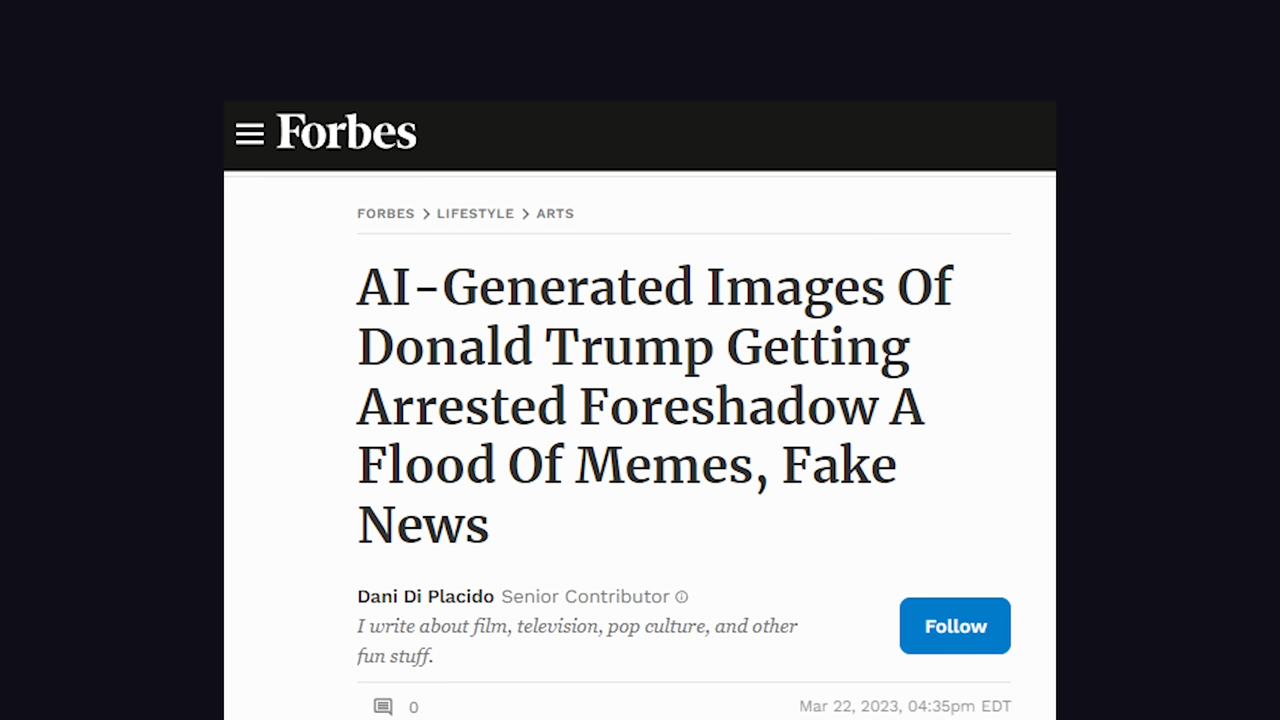 Forbes
FORBES > LIFESTYLE > ARTS
AI-Generated Images Of
Donald Trump Getting
Arrested Foreshadow A
Flood Of Memes, Fake
News
Dani Di Placido Senior Contributor
I write about film, television, pop culture, and other
fun stuff.
Follow
0
Mar 22, 2023, 04:35pm EDT